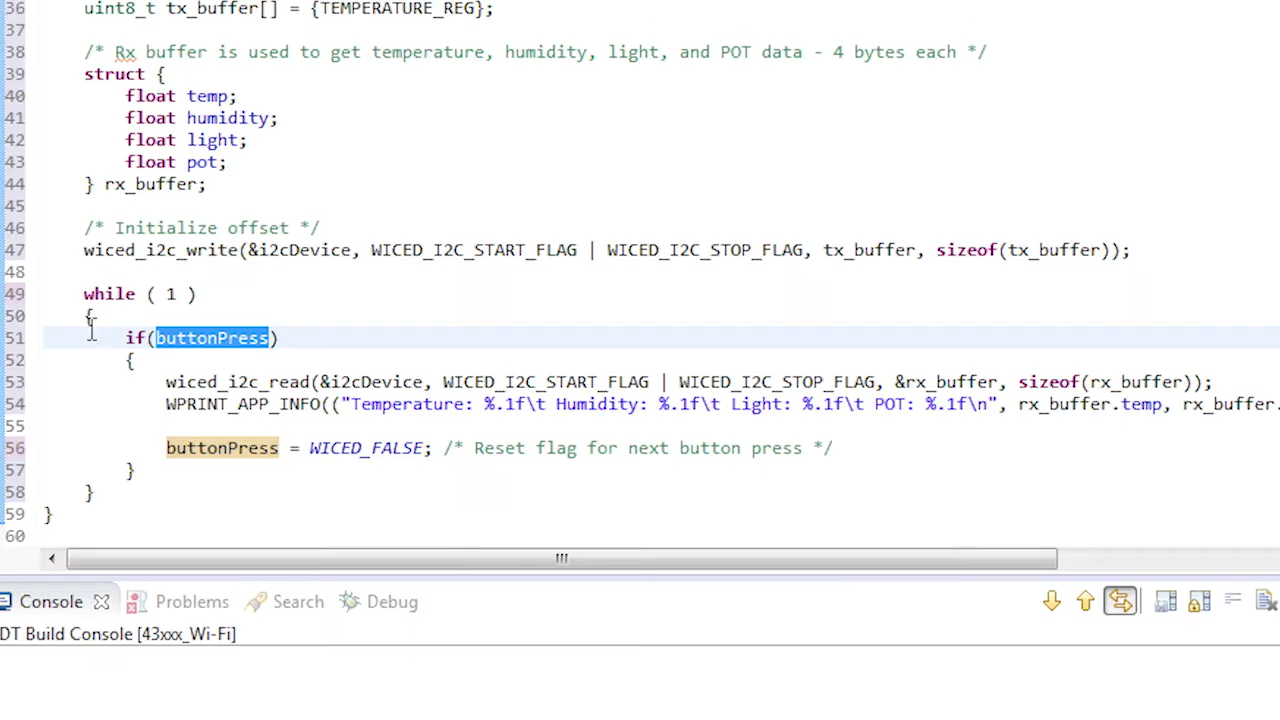 36 uint8_t tx_buffer[] = {TEMPERATURE_REG};
37
38 /* Rx buffer is used to get temperature, humidity, light, and POT data - 4 bytes each */
39 struct {
40 float temp;
41 float humidity;
42 float light;
43 float pot;
44 } rx_buffer;
45
46 /* Initialize offset */
47 wiced_i2c_write(&i2cDevice, WICED_I2C_START_FLAG | WICED_I2C_STOP_FLAG, tx_buffer, sizeof(tx_buffer));
48
49 while ( 1 )
50 {
51 if(buttonPress)
52 {
53 wiced_i2c_read(&i2cDevice, WICED_I2C_START_FLAG | WICED_I2C_STOP_FLAG, &rx_buffer, sizeof(rx_buffer));
54 WPRINT_APP_INFO(("Temperature: %.1f\t Humidity: %.1f\t Light: %.1f\t POT: %.1f\n", rx_buffer.temp, rx_buffer.
55
56 buttonPress = WICED_FALSE; /* Reset flag for next button press */
57 }
58 }
59 }
60
Console Problems Search Debug
DT Build Console [43xxx_Wi-Fi]